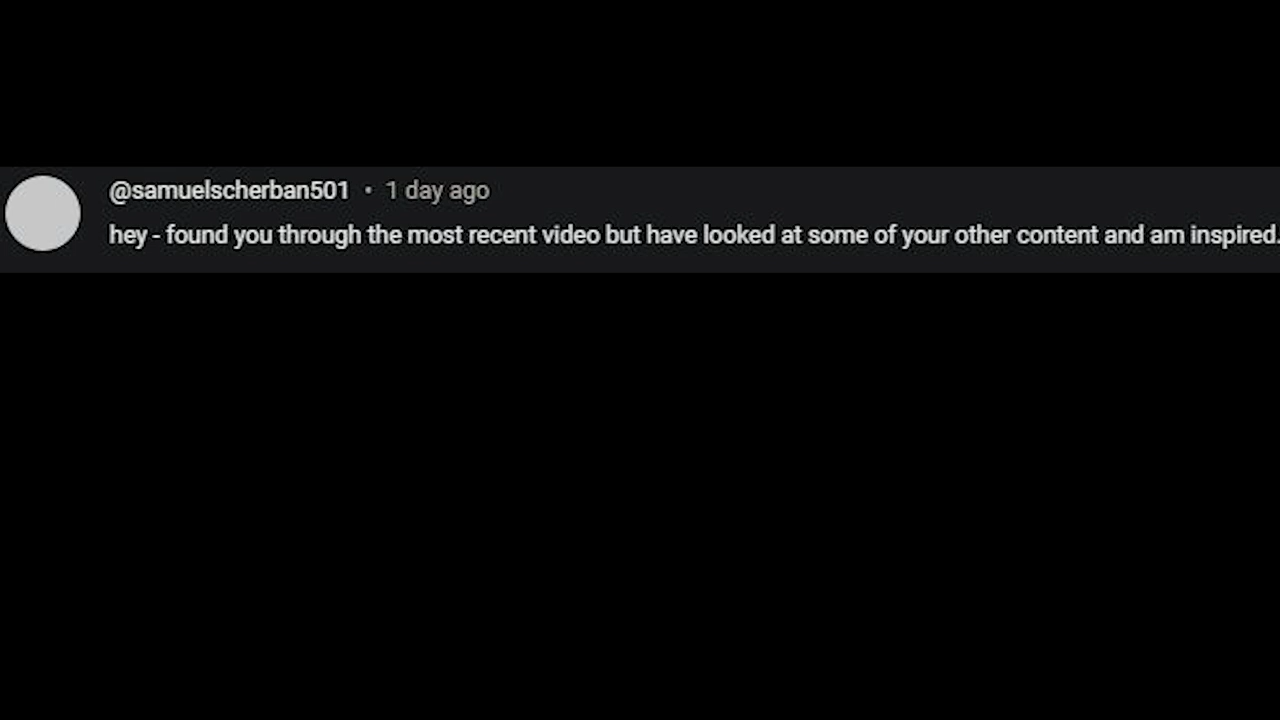 @samuelscherban501 • 1 day ago
hey - found you through the most recent video but have looked at some of your other content and am inspired.